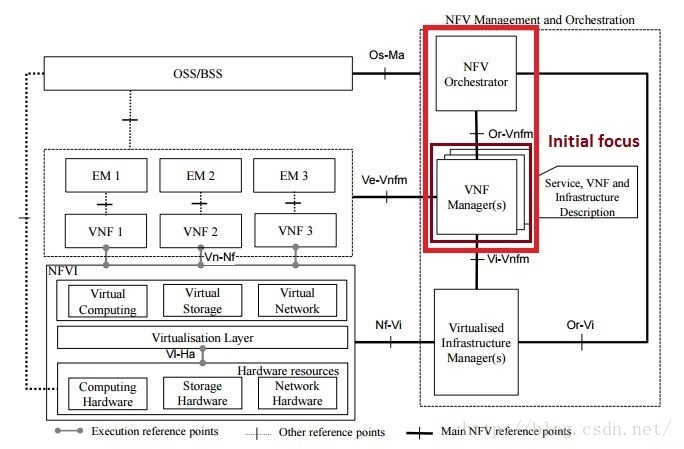 NFV Management and Orchestration
OSS/BSS
Os-Ma
NFV
Orchestrator
Or-Vnfm
Initial focus
EM 1
EM 2
EM 3
Ve-Vnfm
VNF
Manager(s)
Service, VNF and
Infrastructure
Description
VNF 1
VNF 2
VNF 3
Vn-Nf
Vi-Vnfm
NFVI
Virtual
Computing
Virtual
Storage
Virtual
Network
Virtualisation Layer
Nf-Vi
Virtualised
Infrastructure
Manager(s)
Or-Vi
Vl-Ha
Hardware resources
Computing
Hardware
Storage
Hardware
Network
Hardware
http://blog.csdn.net/
Execution reference points
Other reference points
Main NFV reference points